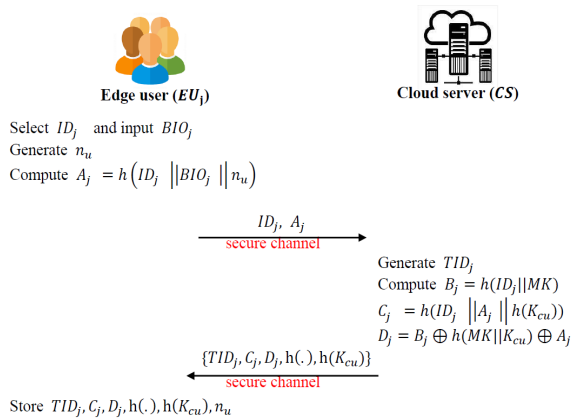 Edge user (EU_j)
Cloud server (CS)
Select ID_j and input BIO_j
Generate n_u
Compute A_j = h(ID_j ||BIO_j || n_u)
ID_j, A_j
secure channel
Generate TID_j
Compute B_j = h(ID_j||MK)
C_j = h(ID_j ||A_j || h(K_cu))
D_j = B_j ⊕ h(MK||K_cu) ⊕ A_j
{TID_j, C_j, D_j, h(.), h(K_cu)}
secure channel
Store TID_j, C_j, D_j, h(.), h(K_cu), n_u